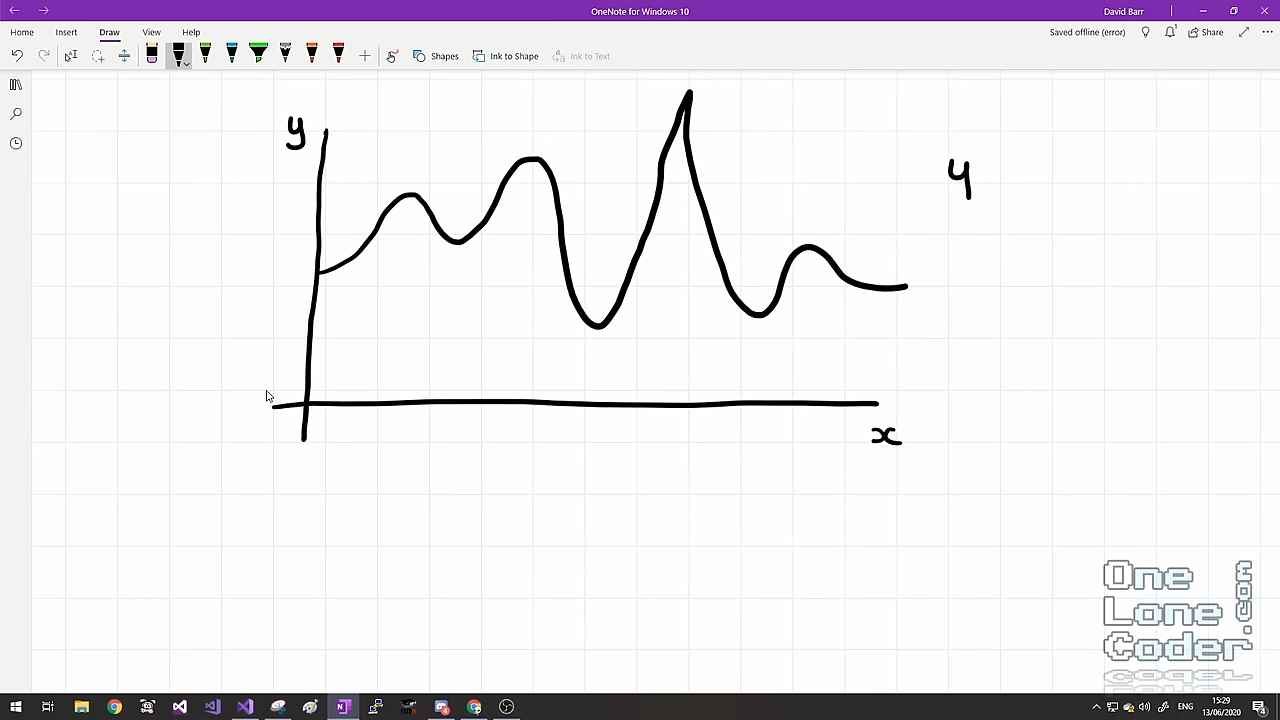 OneNote for Windows 10
David Barr
Home Insert Draw View Help
Saved offline (error) Share
Shapes Ink to Shape Ink to Text
y
y
x
One
Lone
Coder
.com
ENG
15:29
13/06/2020
4